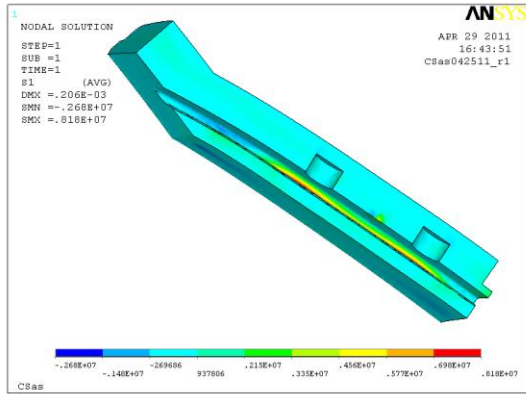 1
NODAL SOLUTION
STEP=1
SUB =1
TIME=1
S1 (AVG)
DMX =.206E-03
SMN =-.268E+07
SMX =.818E+07
ANSYS
APR 29 2011
16:43:51
CSas042511_r1
-.268E+07 -.148E+07 -269686 937806 .215E+07 .335E+07 .456E+07 .577E+07 .698E+07 .818E+07
CSas